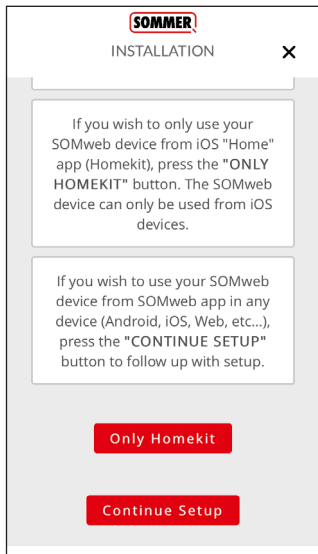 SOMMER
INSTALLATION
If you wish to only use your
SOMweb device from iOS "Home"
app (Homekit), press the "ONLY
HOMEKIT" button. The SOMweb
device can only be used from iOS
devices.
If you wish to use your SOMweb
device from SOMweb app in any
device (Android, iOS, Web, etc...),
press the "CONTINUE SETUP"
button to follow up with setup.
Only Homekit
Continue Setup